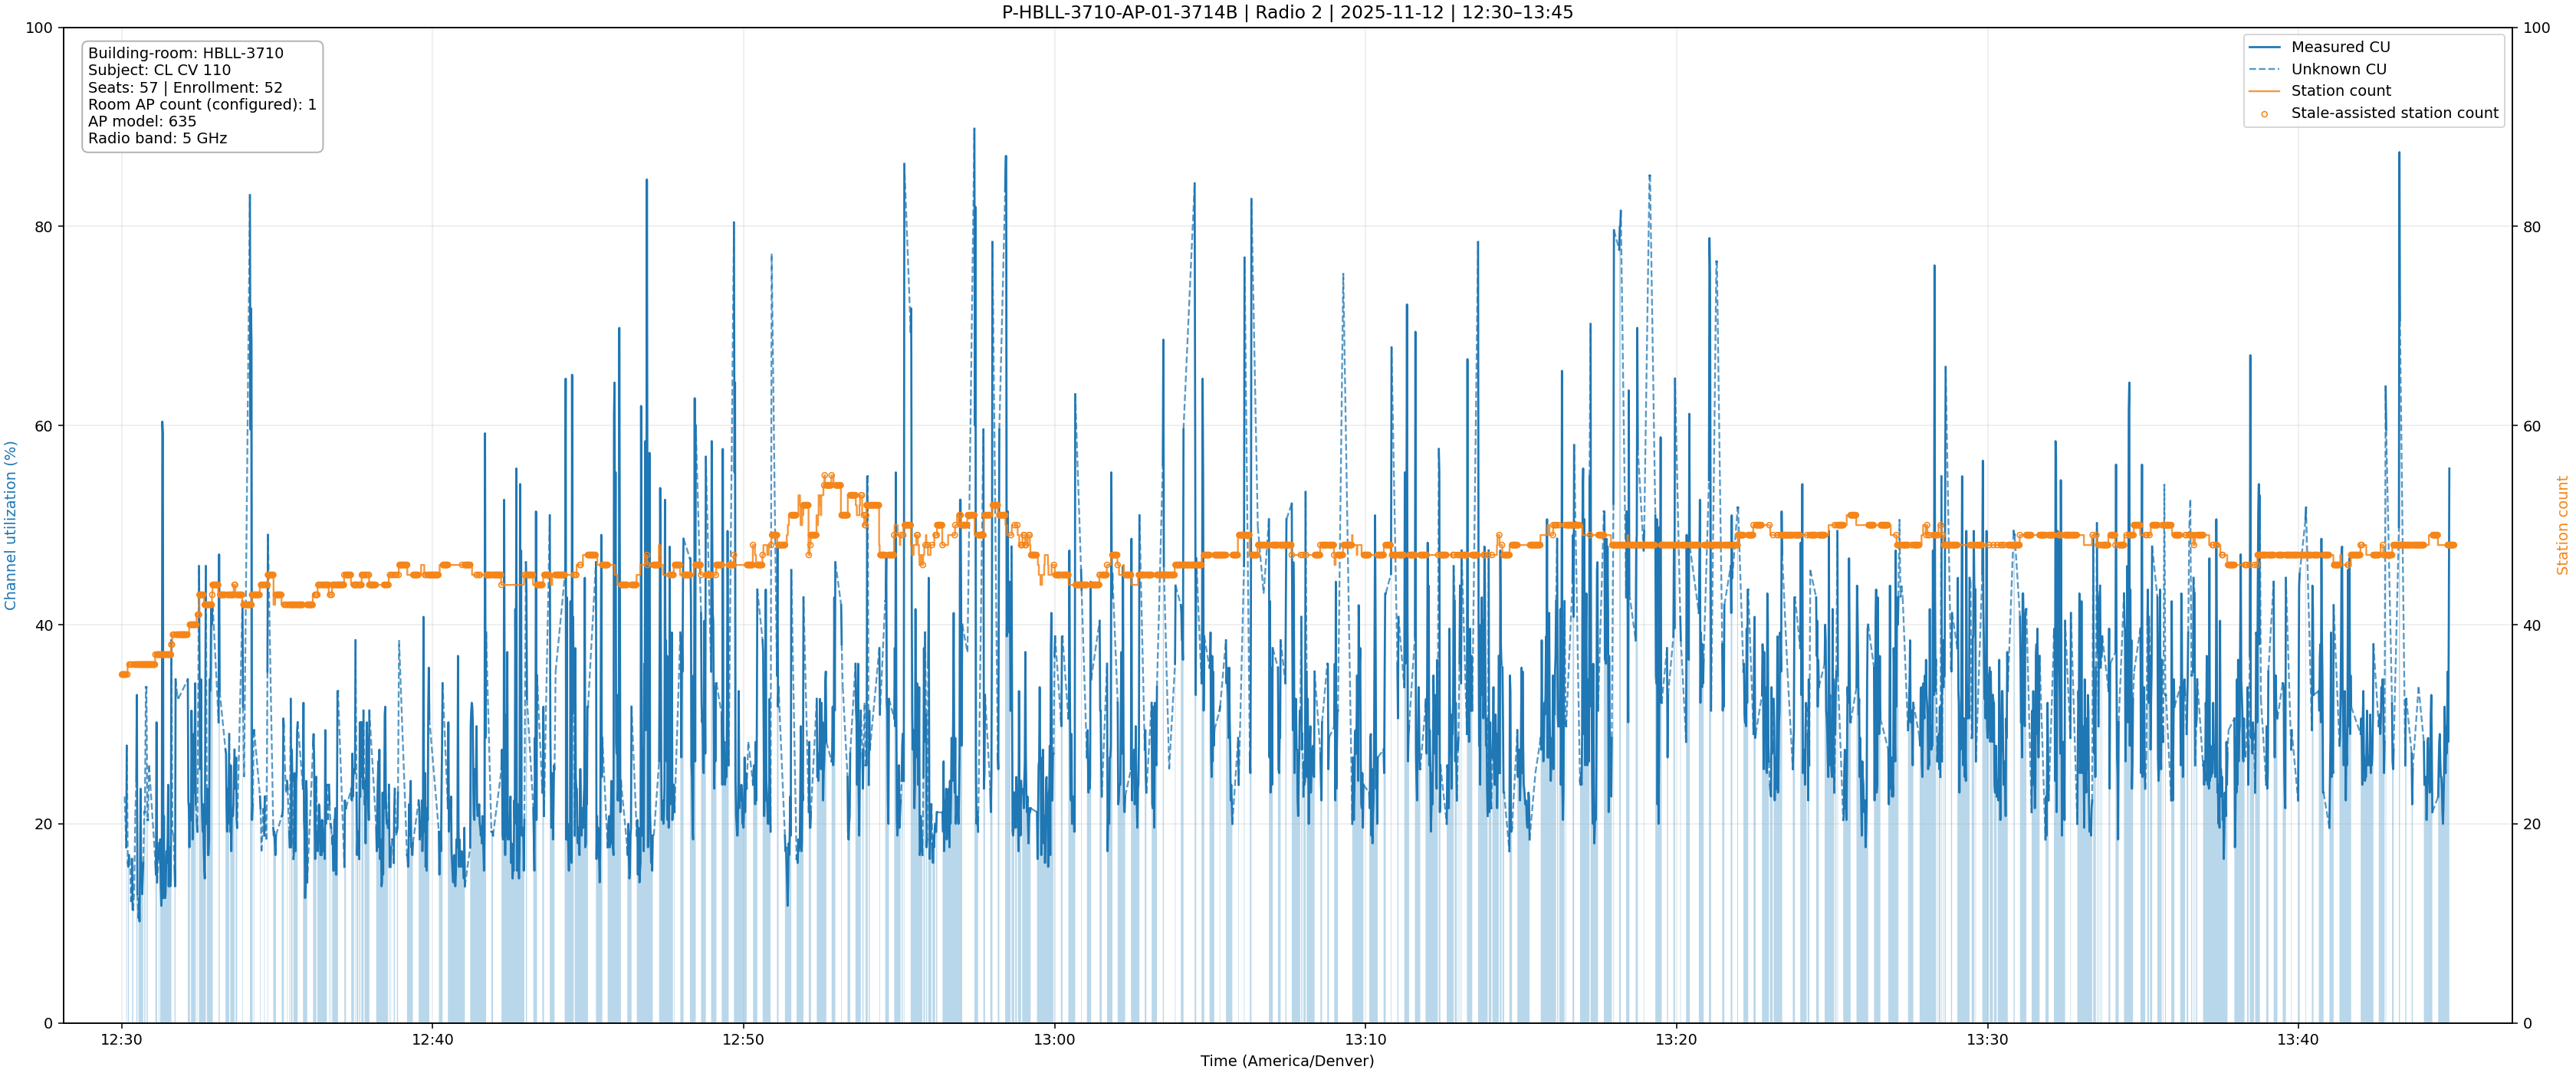 P-HBLL-3710-AP-01-3714B | Radio 2 | 2025-11-12 | 12:30–13:45
Building-room: HBLL-3710
Subject: CL CV 110
Seats: 57 | Enrollment: 52
Room AP count (configured): 1
AP model: 635
Radio band: 5 GHz
Measured CU
Unknown CU
Station count
Stale-assisted station count
Channel utilization (%)
100
80
60
40
20
0
100
80
60
40
20
0
Station count
12:30
12:40
12:50
13:00
13:10
13:20
13:30
13:40
Time (America/Denver)